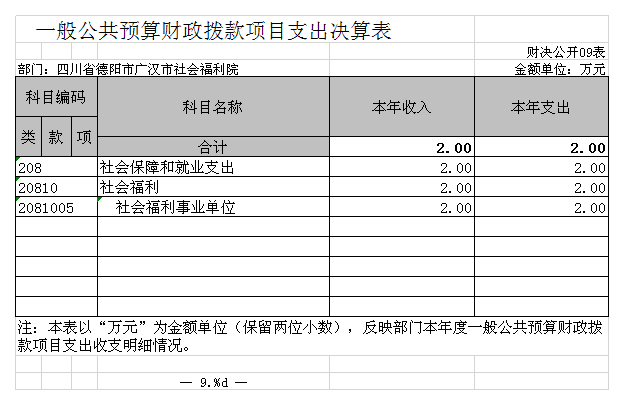 一般公共预算财政拨款项目支出决算表
财决公开09表
部门：四川省德阳市广汉市社会福利院 金额单位：万元
科目编码 科目名称 本年收入 本年支出
类 款 项
合计 2.00 2.00
208 社会保障和就业支出 2.00 2.00
20810 社会福利 2.00 2.00
2081005 社会福利事业单位 2.00 2.00
注：本表以“万元”为金额单位（保留两位小数），反映部门本年度一般公共预算财政拨
款项目支出收支明细情况。
— 9.%d —